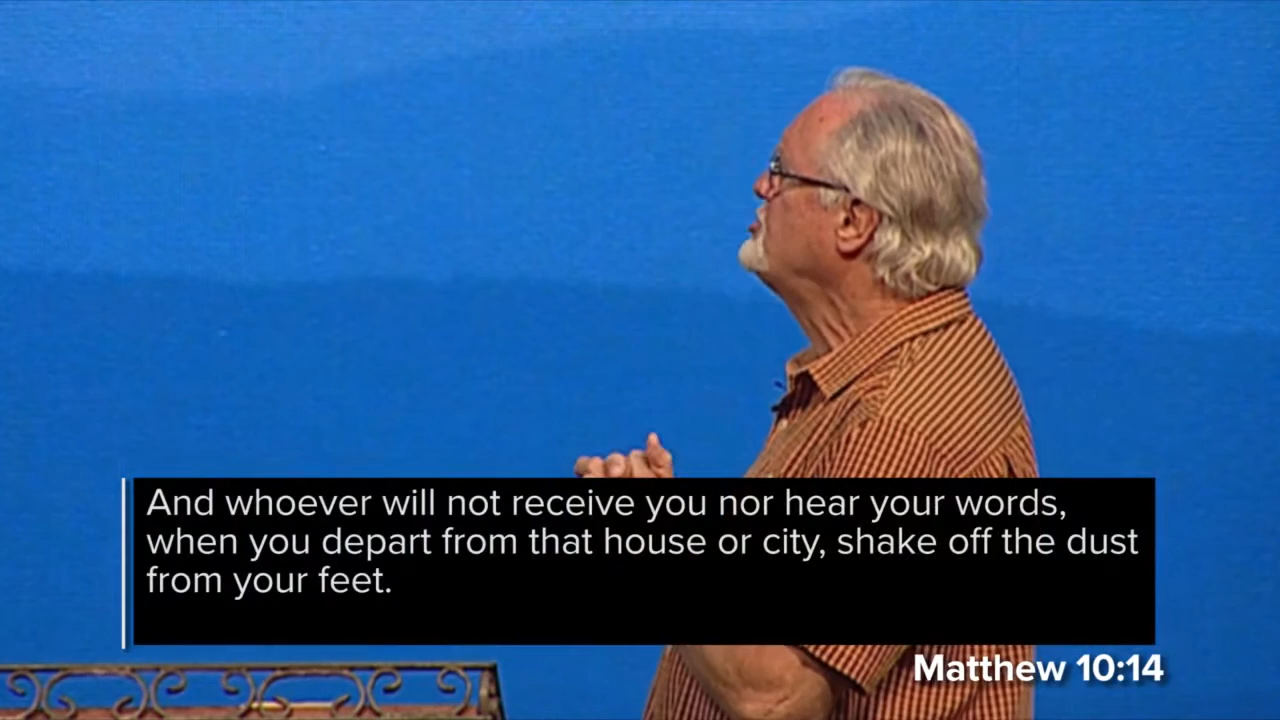 And whoever will not receive you nor hear your words,
when you depart from that house or city, shake off the dust
from your feet.
Matthew 10:14